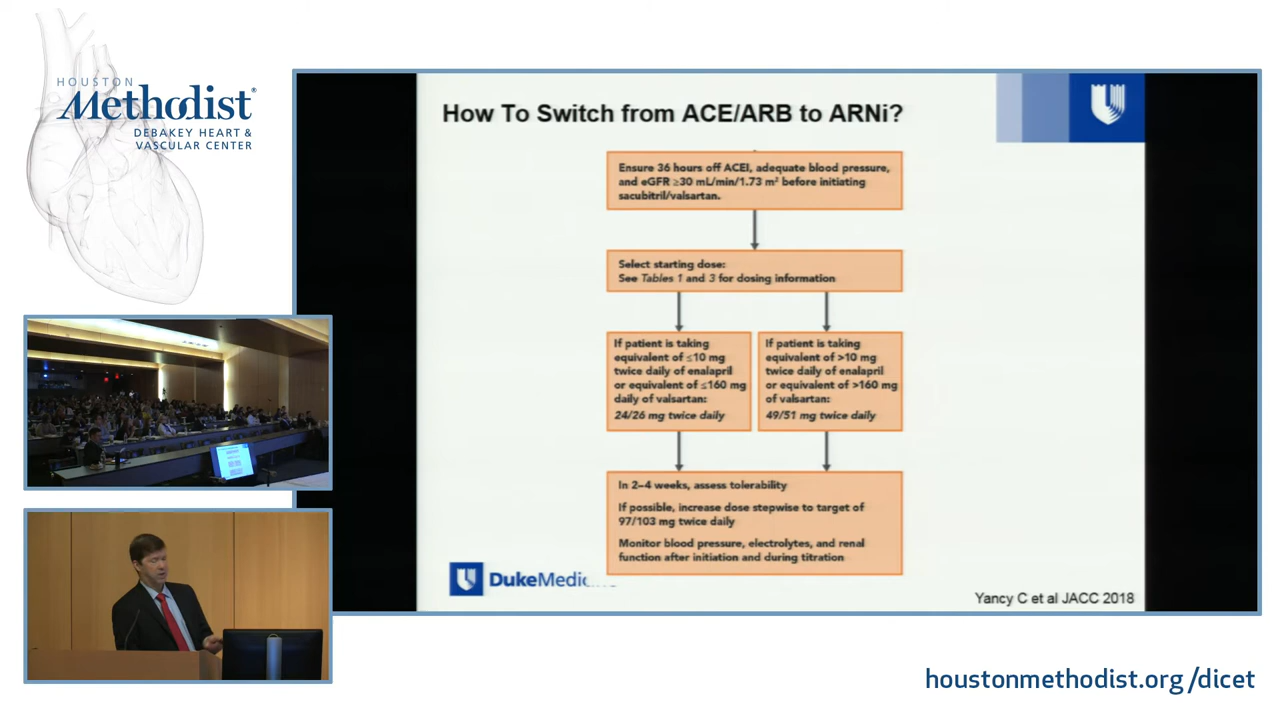 HOUSTON
Methodist®
DEBAKEY HEART &
VASCULAR CENTER
How To Switch from ACE/ARB to ARNi?
Ensure 36 hours off ACEI, adequate blood pressure,
and eGFR ≥30 mL/min/1.73 m² before initiating
sacubitril/valsartan.
Select starting dose:
See Tables 1 and 3 for dosing information
If patient is taking
equivalent of ≤10 mg
twice daily of enalapril
or equivalent of ≤160 mg
daily of valsartan:
24/26 mg twice daily
If patient is taking
equivalent of >10 mg
twice daily of enalapril
or equivalent of >160 mg
of valsartan:
49/51 mg twice daily
In 2–4 weeks, assess tolerability
If possible, increase dose stepwise to target of
97/103 mg twice daily
Monitor blood pressure, electrolytes, and renal
function after initiation and during titration
DukeMedicine
Yancy C et al JACC 2018
houstonmethodist.org/dicet